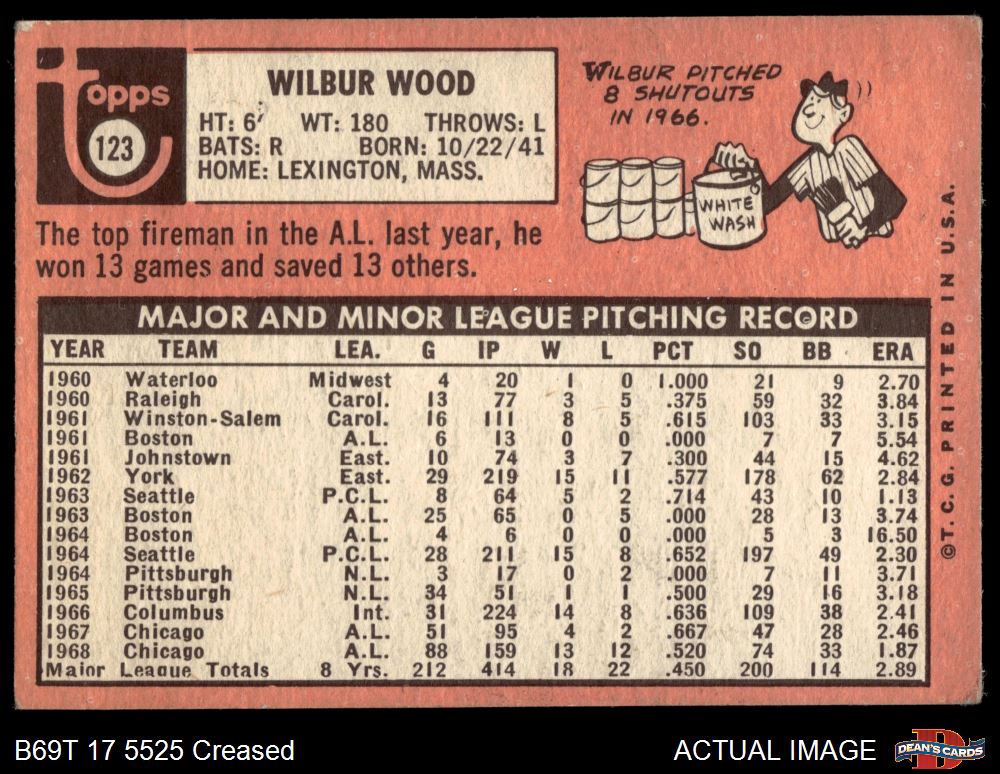 topps
123
WILBUR WOOD
HT: 6' WT: 180 THROWS: L
BATS: R BORN: 10/22/41
HOME: LEXINGTON, MASS.
WILBUR PITCHED
8 SHUTOUTS
IN 1966.
WHITE
WASH
The top fireman in the A.L. last year, he
won 13 games and saved 13 others.
MAJOR AND MINOR LEAGUE PITCHING RECORD
YEAR TEAM LEA. G IP W L PCT SO BB ERA
1960 Waterloo Midwest 4 20 1 0 1.000 21 9 2.70
1960 Raleigh Carol. 13 77 3 5 .375 59 32 3.84
1961 Winston-Salem Carol. 16 111 8 5 .615 103 33 3.15
1961 Boston A.L. 6 13 0 0 .000 7 7 5.54
1961 Johnstown East. 10 74 3 7 .300 44 15 4.62
1962 York East. 29 219 15 11 .577 178 62 2.84
1963 Seattle P.C.L. 8 64 5 2 .714 43 10 1.13
1963 Boston A.L. 25 65 0 5 .000 28 13 3.74
1964 Boston A.L. 4 6 0 0 .000 5 3 16.50
1964 Seattle P.C.L. 28 211 15 8 .652 197 49 2.30
1964 Pittsburgh N.L. 3 17 0 2 .000 7 11 3.71
1965 Pittsburgh N.L. 34 51 1 1 .500 29 16 3.18
1966 Columbus Int. 31 224 14 8 .636 109 38 2.41
1967 Chicago A.L. 51 95 4 2 .667 47 28 2.46
1968 Chicago A.L. 88 159 13 12 .520 74 33 1.87
Major League Totals 8 Yrs. 212 414 18 22 .450 200 114 2.89
©T.C.G. PRINTED IN U.S.A.
B69T 17 5525 Creased
ACTUAL IMAGE
DEAN'S CARDS